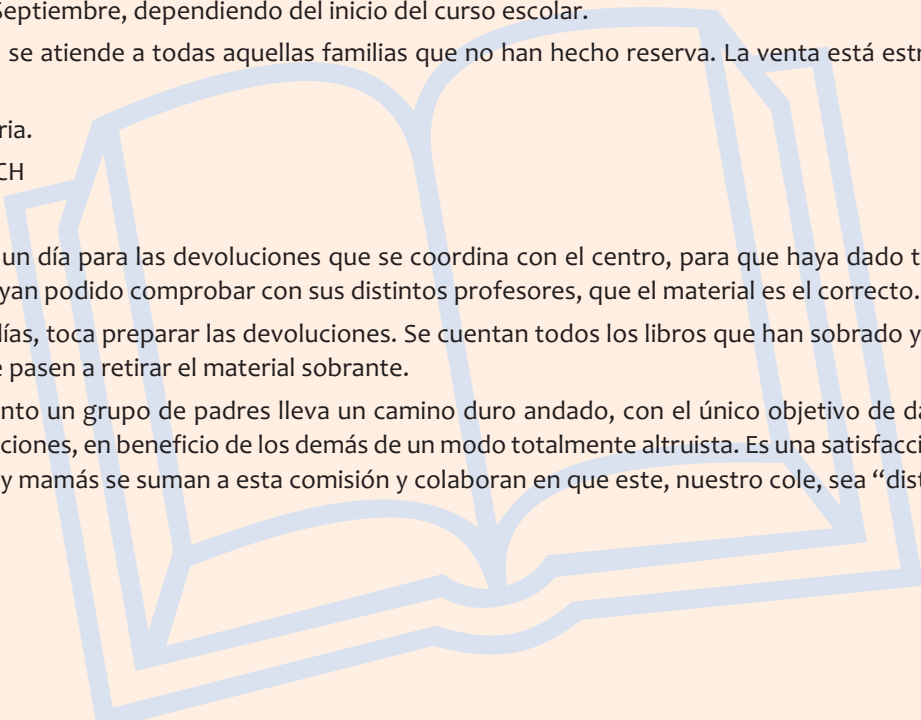 Septiembre, dependiendo del inicio del curso escolar.
se atiende a todas aquellas familias que no han hecho reserva. La venta está estr
ria.
CH
un día para las devoluciones que se coordina con el centro, para que haya dado t
yan podido comprobar con sus distintos profesores, que el material es el correcto.
ías, toca preparar las devoluciones. Se cuentan todos los libros que han sobrado y
e pasen a retirar el material sobrante.
nto un grupo de padres lleva un camino duro andado, con el único objetivo de da
ciones, en beneficio de los demás de un modo totalmente altruista. Es una satisfacci
y mamás se suman a esta comisión y colaboran en que este, nuestro cole, sea “dist